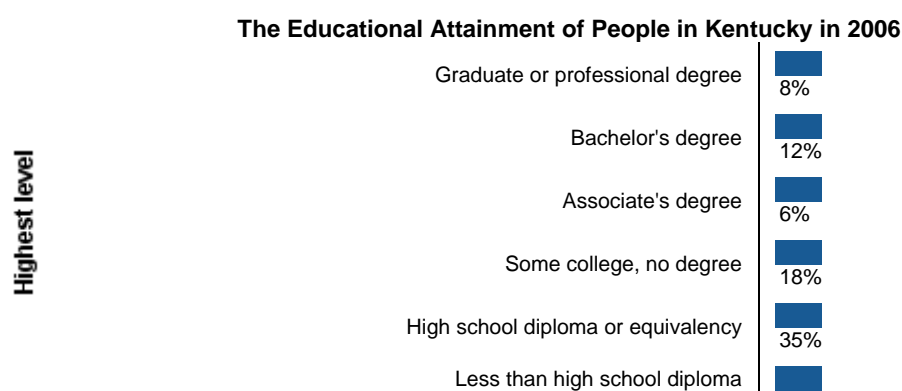 The Educational Attainment of People in Kentucky in 2006
Highest level
Graduate or professional degree
8%
Bachelor's degree
12%
Associate's degree
6%
Some college, no degree
18%
High school diploma or equivalency
35%
Less than high school diploma